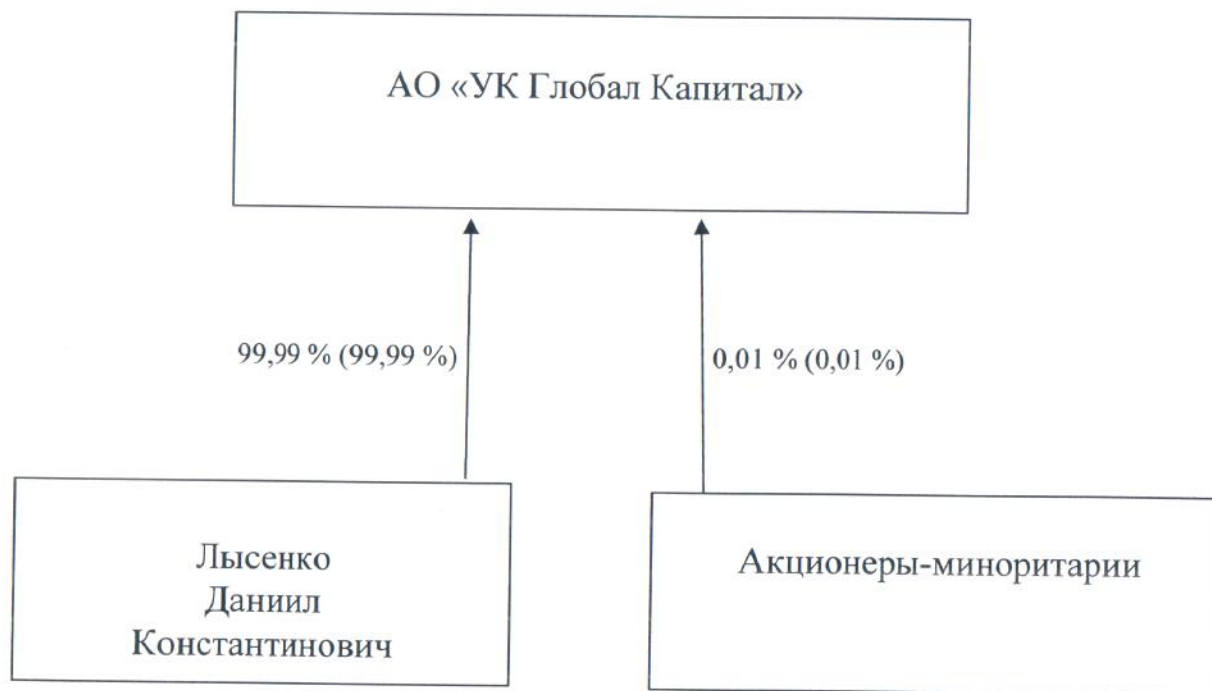 АО «УК Глобал Капитал»
99,99 % (99,99 %)
0,01 % (0,01 %)
Лысенко
Даниил
Константинович
Акционеры-миноритарии